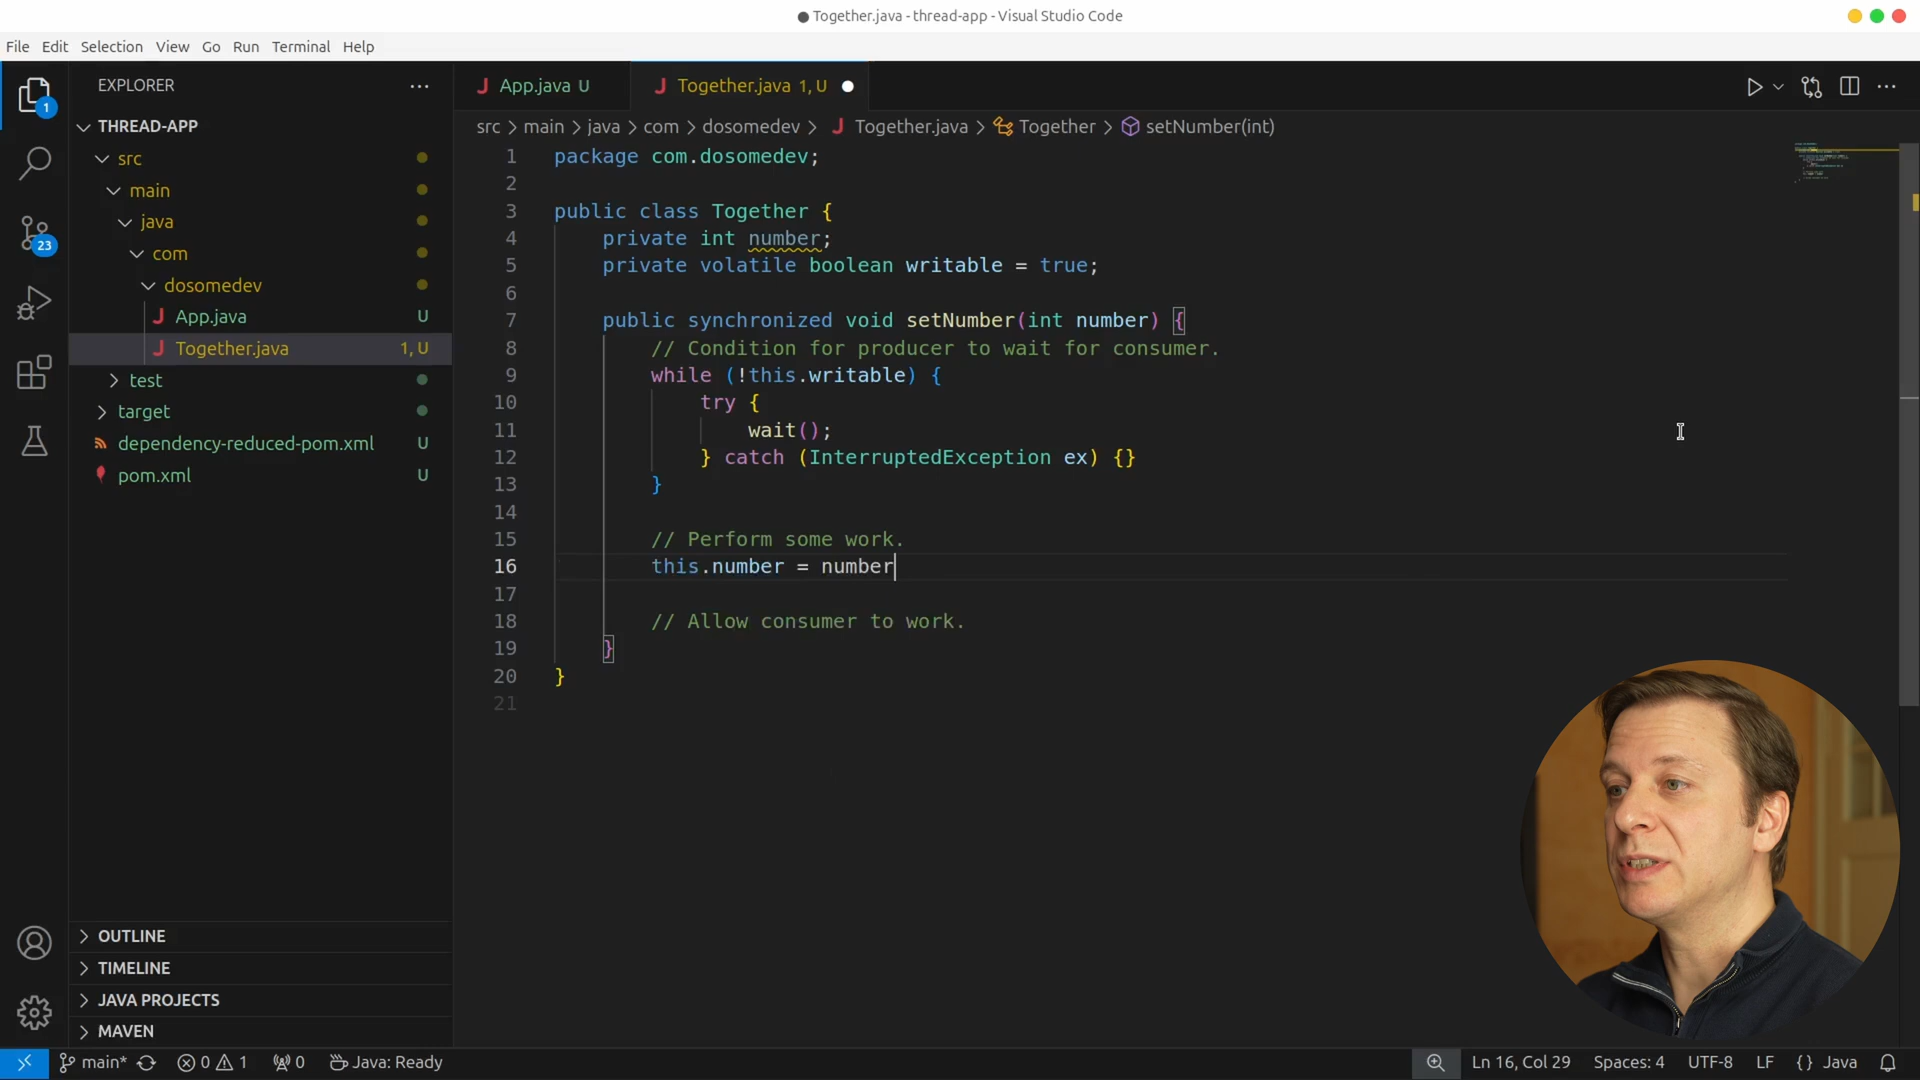 ● Together.java - thread-app - Visual Studio Code
File Edit Selection View Go Run Terminal Help
1
23
EXPLORER
THREAD-APP
src
main
java
com
dosomedev
App.java U
Together.java 1, U
test
target
dependency-reduced-pom.xml U
pom.xml U
OUTLINE
TIMELINE
JAVA PROJECTS
MAVEN
App.java U Together.java 1, U
src > main > java > com > dosomedev > Together.java > Together > setNumber(int)
1 package com.dosomedev;
2
3 public class Together {
4 private int number;
5 private volatile boolean writable = true;
6
7 public synchronized void setNumber(int number) {
8 // Condition for producer to wait for consumer.
9 while (!this.writable) {
10 try {
11 wait();
12 } catch (InterruptedException ex) {}
13 }
14
15 // Perform some work.
16 this.number = number
17
18 // Allow consumer to work.
19 }
20 }
21
main* 0 1 0 Java: Ready Ln 16, Col 29 Spaces: 4 UTF-8 LF {} Java